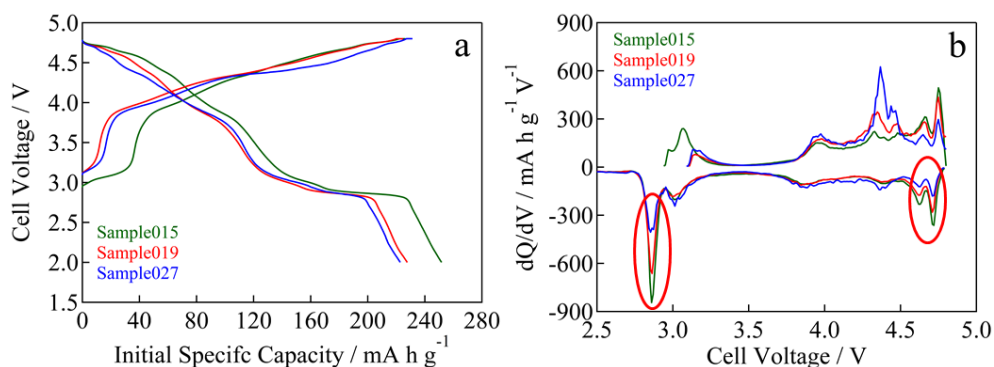 5.0
4.5
4.0
3.5
3.0
2.5
2.0
1.5
Cell Voltage / V
a
Sample015
Sample019
Sample027
0 40 80 120 160 200 240 280
Initial Specifc Capacity / mA h g-1
900
600
300
0
-300
-600
-900
dQ/dV / mA h g-1 V-1
Sample015
Sample019
Sample027
b
2.5 3.0 3.5 4.0 4.5 5.0
Cell Voltage / V